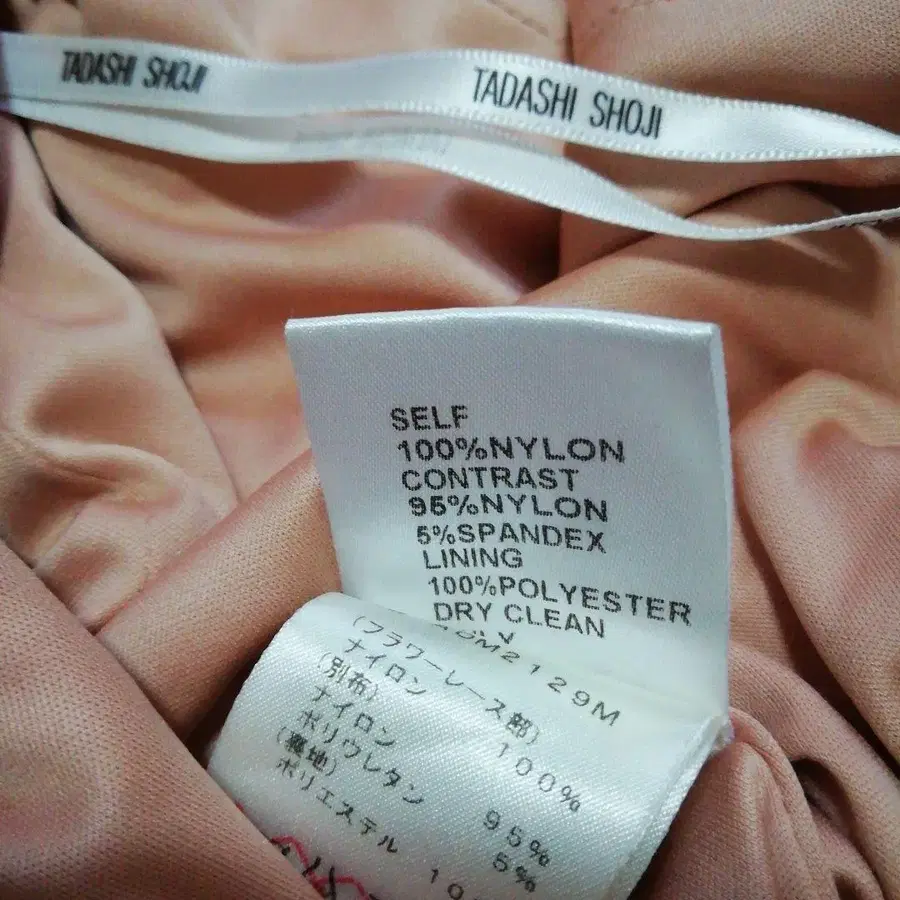 TADASHI SHOJI
TADASHI SHOJI
SELF
100%NYLON
CONTRAST
95%NYLON
5%SPANDEX
LINING
100%POLYESTER
DRY CLEAN
M2129M
(フラワーレース部)
ナイロン 100%
(別布)
ナイロン 95%
ポリウレタン 5%
(裏地)
ポリエステル